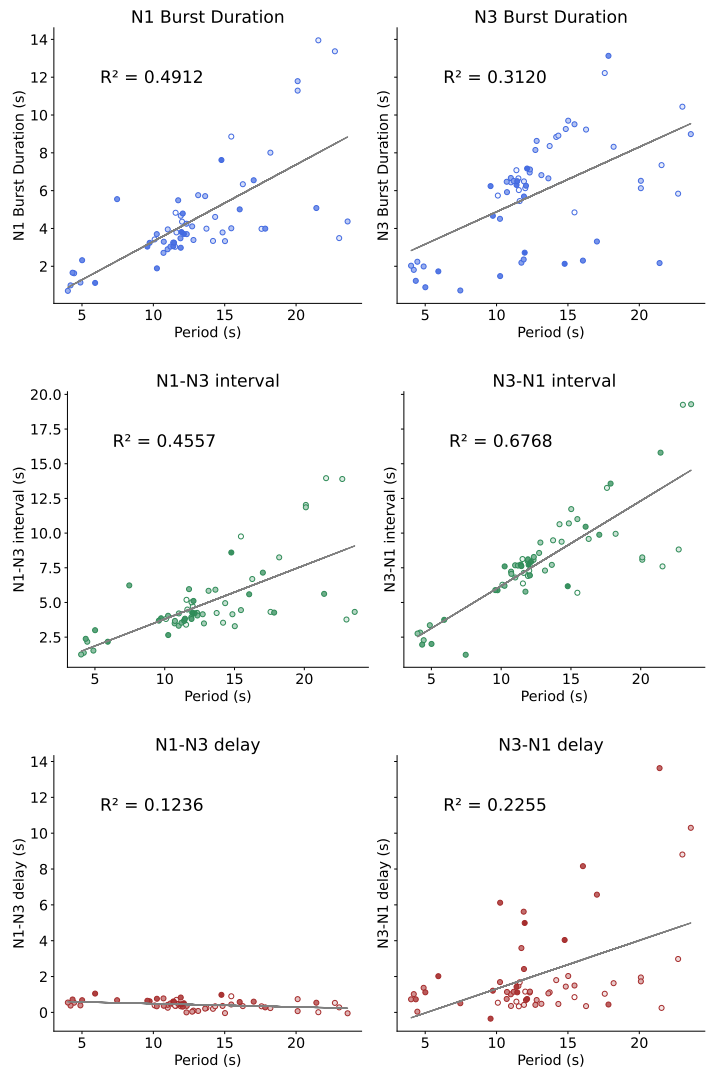 N1 Burst Duration
N3 Burst Duration
14
12
10
8
6
4
2
N1 Burst Duration (s)
N3 Burst Duration (s)
R² = 0.4912
R² = 0.3120
5
10
15
20
5
10
15
20
Period (s)
Period (s)
N1-N3 interval
N3-N1 interval
20.0
17.5
15.0
12.5
10.0
7.5
5.0
2.5
N1-N3 interval (s)
N3-N1 interval (s)
R² = 0.4557
R² = 0.6768
5
10
15
20
5
10
15
20
Period (s)
Period (s)
N1-N3 delay
N3-N1 delay
14
12
10
8
6
4
2
0
N1-N3 delay (s)
N3-N1 delay (s)
R² = 0.1236
R² = 0.2255
5
10
15
20
5
10
15
20
Period (s)
Period (s)